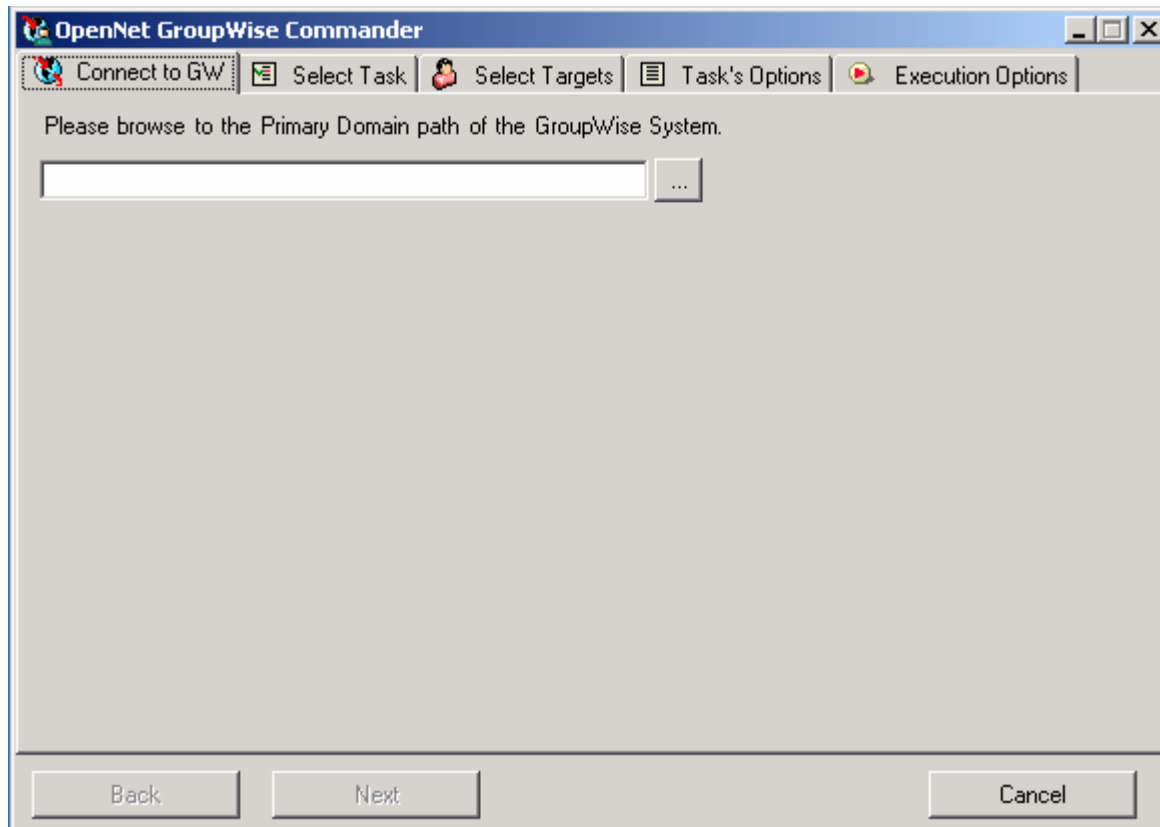 OpenNet GroupWise Commander
Connect to GW Select Task Select Targets Task's Options Execution Options
Please browse to the Primary Domain path of the GroupWise System.
...
Back Next Cancel